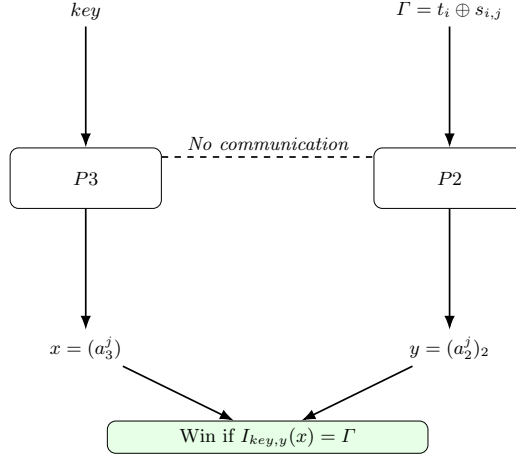 key
Γ = t_i ⊕ s_{i,j}
No communication
P3
P2
x = (a_3^j)
y = (a_2^j)_2
Win if I_{key,y}(x) = Γ